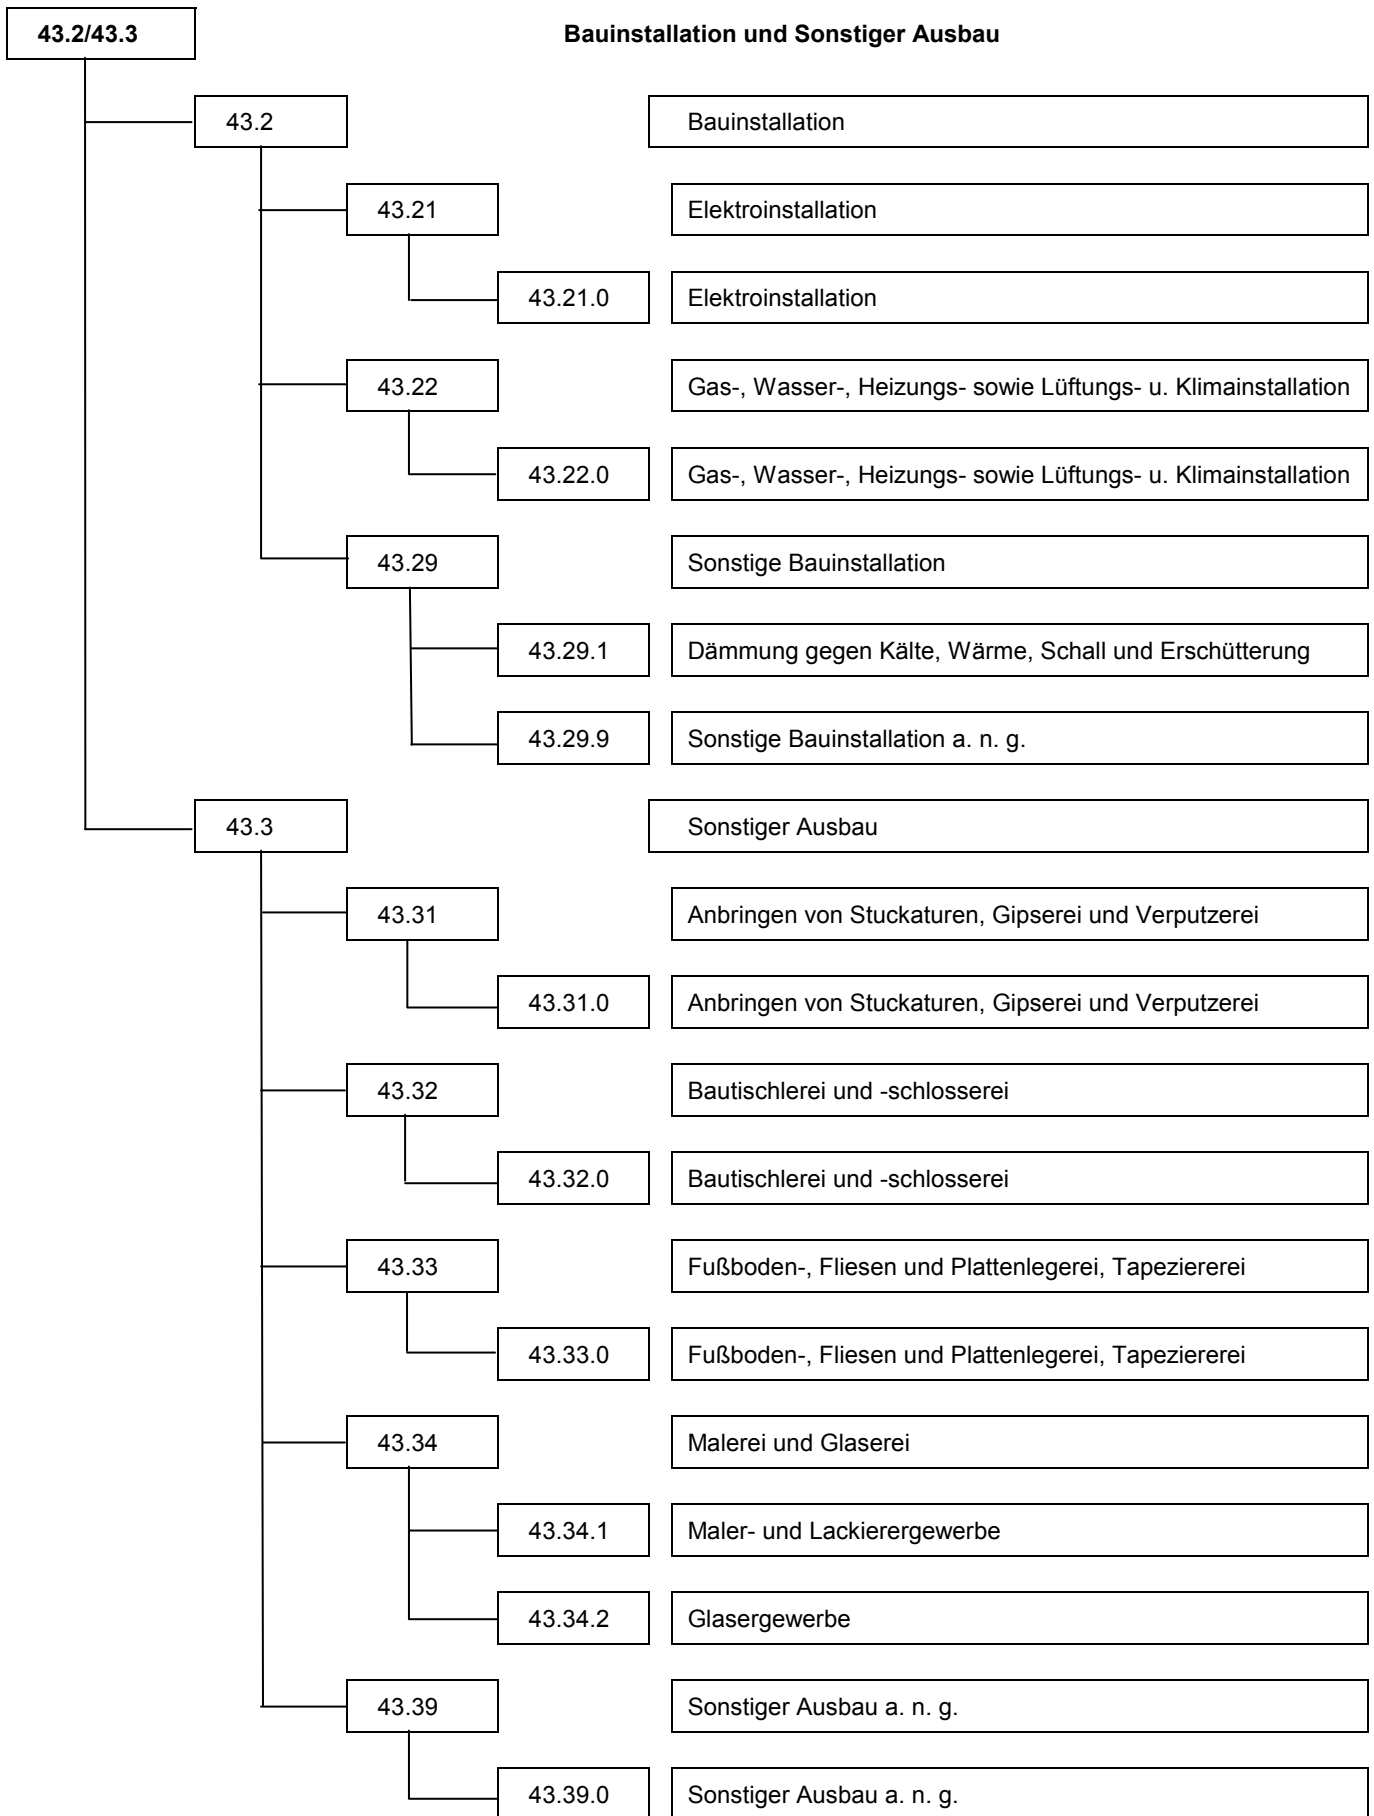 43.2/43.3 Bauinstallation und Sonstiger Ausbau
43.2 Bauinstallation
43.21 Elektroinstallation
43.21.0 Elektroinstallation
43.22 Gas-, Wasser-, Heizungs- sowie Lüftungs- u. Klimainstallation
43.22.0 Gas-, Wasser-, Heizungs- sowie Lüftungs- u. Klimainstallation
43.29 Sonstige Bauinstallation
43.29.1 Dämmung gegen Kälte, Wärme, Schall und Erschütterung
43.29.9 Sonstige Bauinstallation a. n. g.
43.3 Sonstiger Ausbau
43.31 Anbringen von Stuckaturen, Gipserei und Verputzerei
43.31.0 Anbringen von Stuckaturen, Gipserei und Verputzerei
43.32 Bautischlerei und -schlosserei
43.32.0 Bautischlerei und -schlosserei
43.33 Fußboden-, Fliesen und Plattenlegerei, Tapeziererei
43.33.0 Fußboden-, Fliesen und Plattenlegerei, Tapeziererei
43.34 Malerei und Glaserei
43.34.1 Maler- und Lackierergewerbe
43.34.2 Glasergewerbe
43.39 Sonstiger Ausbau a. n. g.
43.39.0 Sonstiger Ausbau a. n. g.